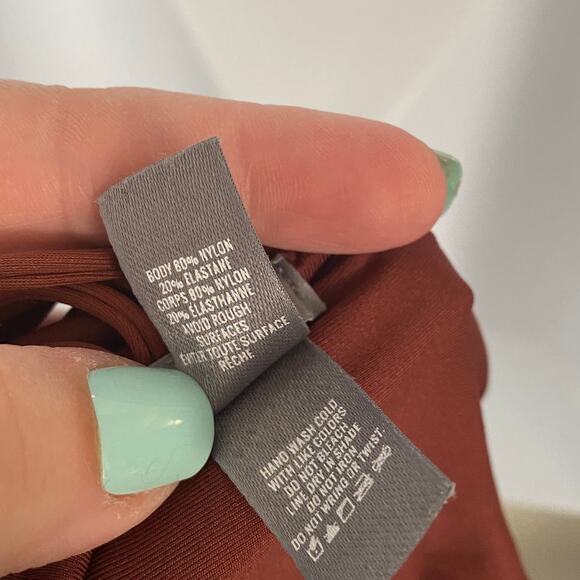 BODY 80% NYLON
20% ELASTANE
CORPS 80% NYLON
20% ELASTHANNE
AVOID ROUGH
SURFACES
ÉVITER TOUTE SURFACE
RÊCHE
HAND WASH COLD
WITH LIKE COLORS
DO NOT BLEACH
LINE DRY IN SHADE
DO NOT IRON
DO NOT WRING OR TWIST.